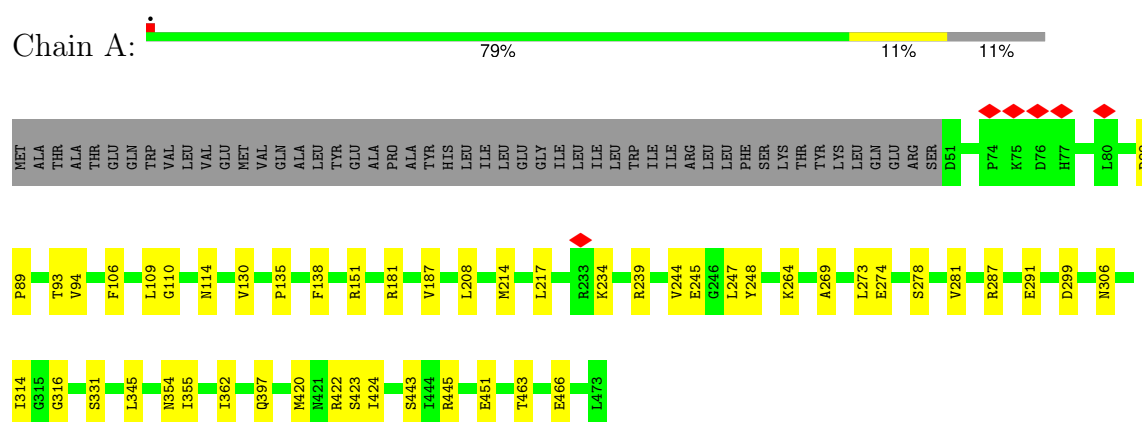 Chain A:
79% 11% 11%
MET ALA THR ALA THR GLU GLN TRP VAL LEU VAL GLU MET VAL GLN ALA LEU TYR GLU ALA PRO ALA TYR HIS LEU ILE LEU GLU GLY ILE LEU ILE LEU TRP ILE ILE ARG LEU LEU PHE SER LYS THR TYR LYS LEU GLN GLU ARG SER D51 P74 K75 D76 H77 L80
P89 T93 V94 F106 L109 G110 N114 V130 P135 F138 R151 R181 V187 L208 M214 L217 R233 K234 R239 V244 E245 G246 L247 Y248 K264 A269 L273 E274 S278 V281 R287 E291 D299 N306
I314 G315 G316 S331 L345 N354 I355 I362 Q397 M420 N421 R422 S423 I424 S443 I444 R445 E451 T463 E466 L473